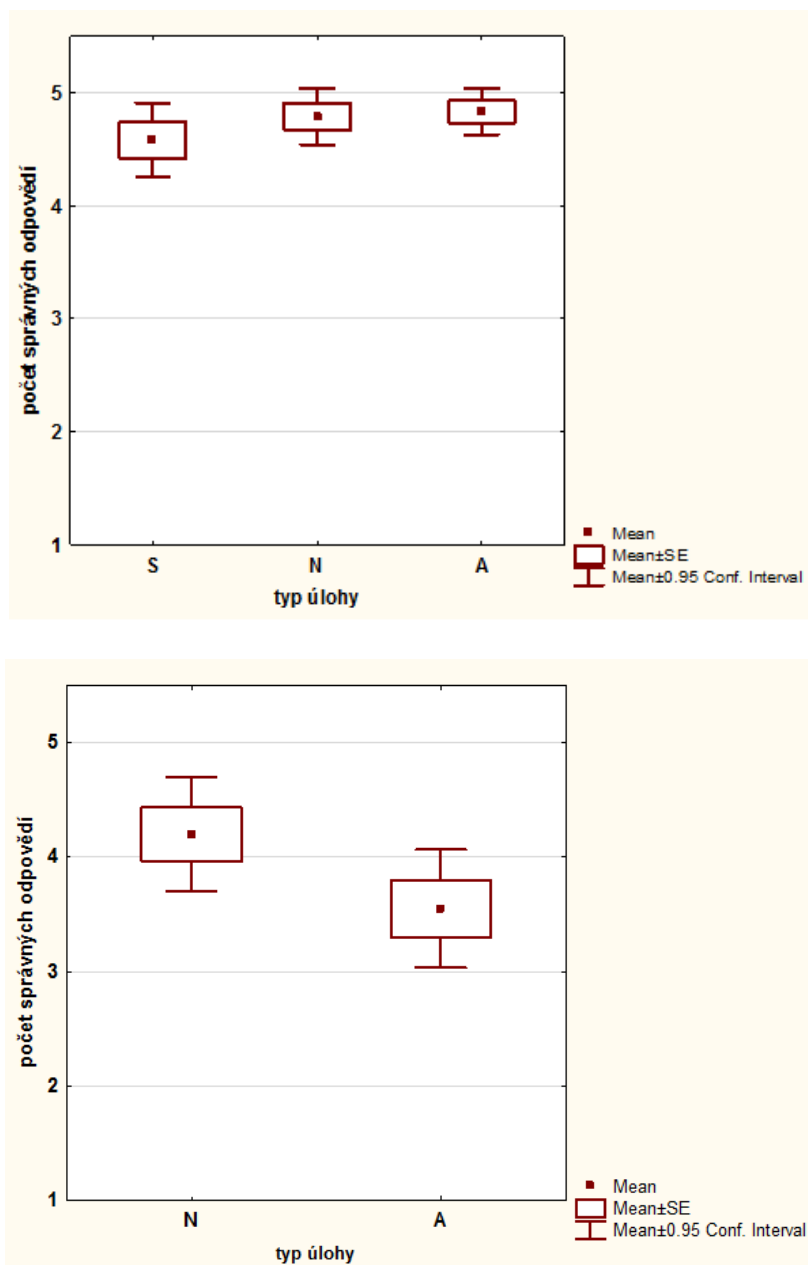 5
4
3
2
1
počet správných odpovědí
S N A
typ úlohy
Mean
Mean±SE
Mean±0.95 Conf. Interval
5
4
3
2
1
počet správných odpovědí
N A
typ úlohy
Mean
Mean±SE
Mean±0.95 Conf. Interval